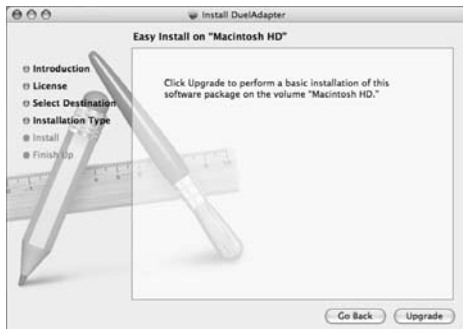 Install DuelAdapter
Easy Install on "Macintosh HD"
Introduction
License
Select Destination
Installation Type
Install
Finish Up
Click Upgrade to perform a basic installation of this
software package on the volume "Macintosh HD."
Go Back
Upgrade